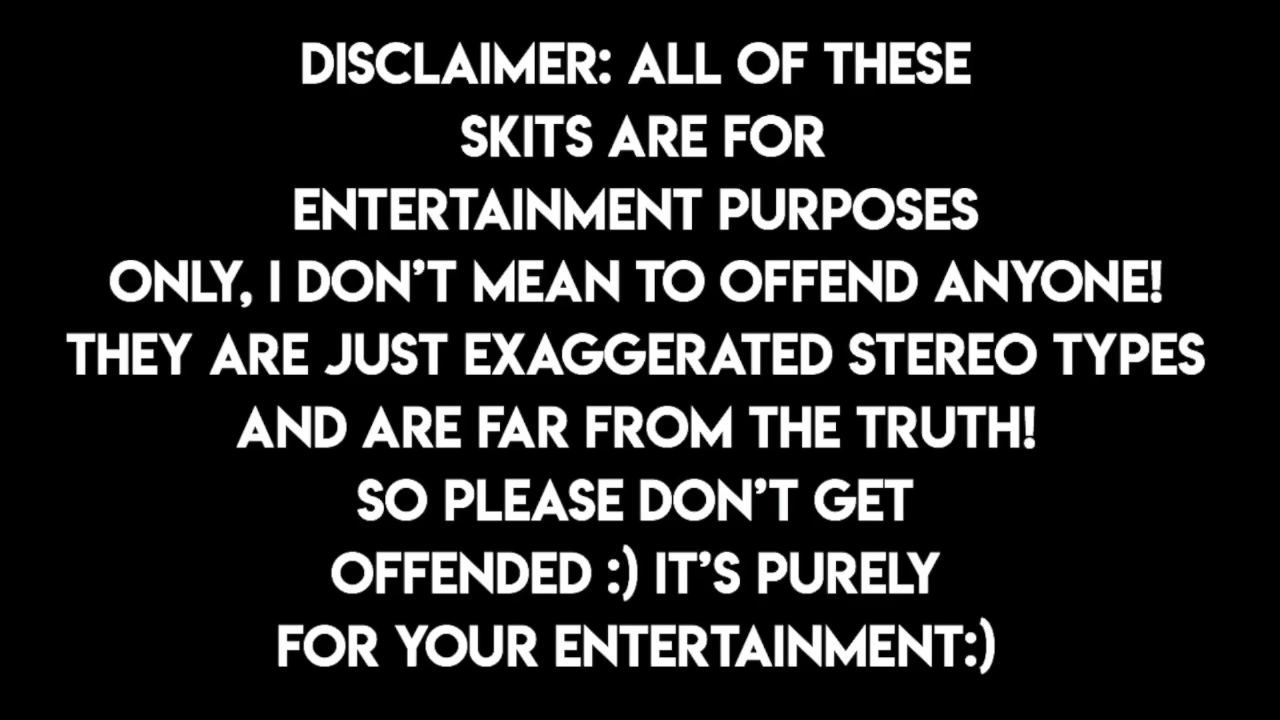 DISCLAIMER: ALL OF THESE
SKITS ARE FOR
ENTERTAINMENT PURPOSES
ONLY, I DON'T MEAN TO OFFEND ANYONE!
THEY ARE JUST EXAGGERATED STEREO TYPES
AND ARE FAR FROM THE TRUTH!
SO PLEASE DON'T GET
OFFENDED :) IT'S PURELY
FOR YOUR ENTERTAINMENT:)